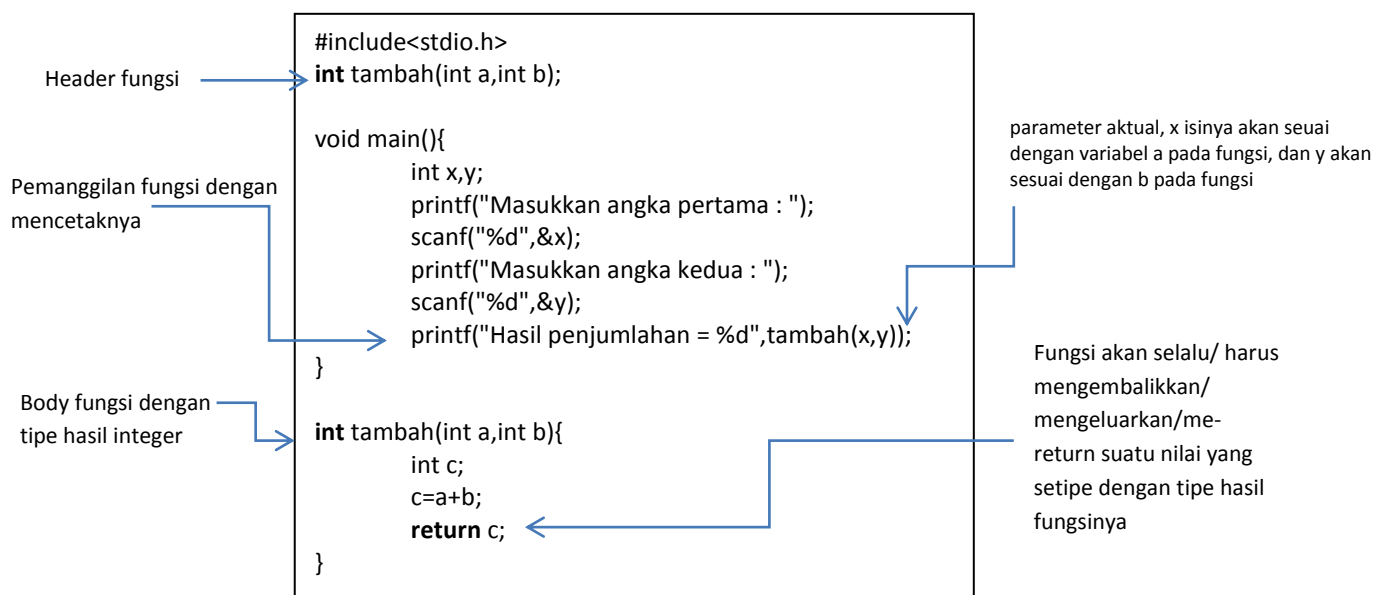 #include<stdio.h>
Header fungsi
int tambah(int a,int b);
void main(){
int x,y;
printf("Masukkan angka pertama : ");
scanf("%d",&x);
printf("Masukkan angka kedua : ");
scanf("%d",&y);
printf("Hasil penjumlahan = %d",tambah(x,y));
}
parameter aktual, x isinya akan seuai
dengan variabel a pada fungsi, dan y akan
sesuai dengan b pada fungsi
Pemanggilan fungsi dengan
mencetaknya
Body fungsi dengan
tipe hasil integer
int tambah(int a,int b){
int c;
c=a+b;
return c;
}
Fungsi akan selalu/ harus
mengembalikkan/
mengeluarkan/me-
return suatu nilai yang
setipe dengan tipe hasil
fungsinya